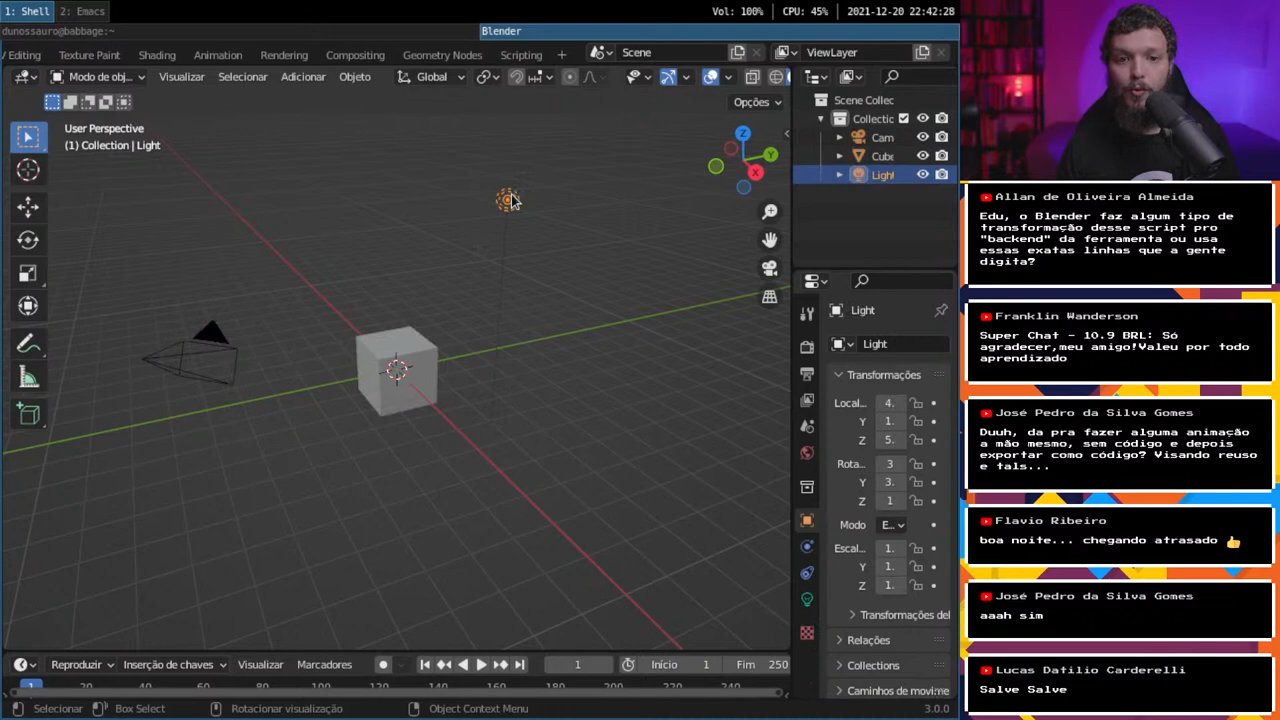 1: Shell 2: Emacs
Vol: 100% CPU: 45% 2021-12-20 22:42:28
dunossauro@babbage:~
Blender
Editing Texture Paint Shading Animation Rendering Compositing Geometry Nodes Scripting + Scene ViewLayer
Modo de obj... Visualizar Selecionar Adicionar Objeto Global
Opções
User Perspective
(1) Collection | Light
Z
Y
X
Scene Collec
Collectic
Cam
Cube
Light
Light
Light
Transformações
Local... 4.
Y 1.
Z 5.
Rota... 3
Y 3.
Z 1
Modo E...
Escal... 1.
Y 1.
Z 1.
Transformações del
Relações
Collections
Caminhos de movime
Reproduzir Inserção de chaves Visualizar Marcadores 1 Início 1 Fim 250
1 20 40 60 80 100 120 140 160 180 200 220 240
Selecionar Box Select Rotacionar visualização Object Context Menu 3.0.0
Allan de Oliveira Almeida
Edu, o Blender faz algum tipo de
transformação desse script pro
"backend" da ferramenta ou usa
essas exatas linhas que a gente
digita?
Franklin Wanderson
Super Chat - 10.9 BRL: Só
agradecer,meu amigo!Valeu por todo
aprendizado
José Pedro da Silva Gomes
Duuh, da pra fazer alguma animação
a mão mesmo, sem código e depois
exportar como código? Visando reuso
e tals...
Flavio Ribeiro
boa noite... chegando atrasado 👍
José Pedro da Silva Gomes
aaah sim
Lucas Datilio Carderelli
Salve Salve